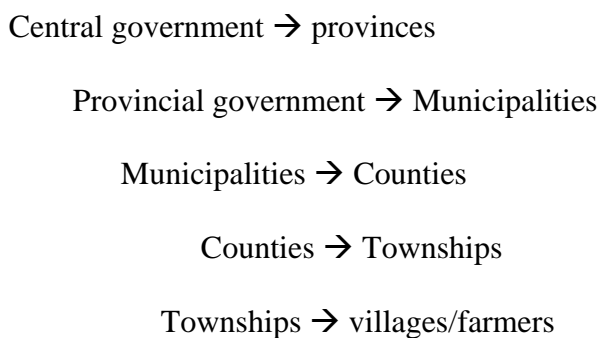 Central government → provinces
Provincial government → Municipalities
Municipalities → Counties
Counties → Townships
Townships → villages/farmers